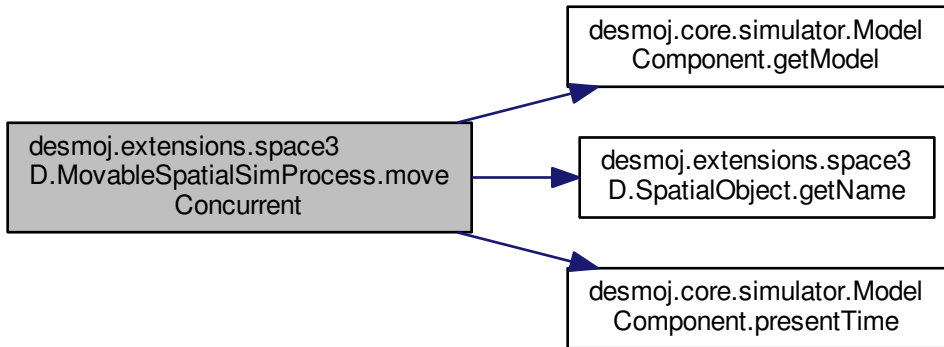 desmoj.core.simulator.Model
Component.getModel
desmoj.extensions.space3
D.MovableSpatialSimProcess.move
Concurrent
desmoj.extensions.space3
D.SpatialObject.getName
desmoj.core.simulator.Model
Component.presentTime